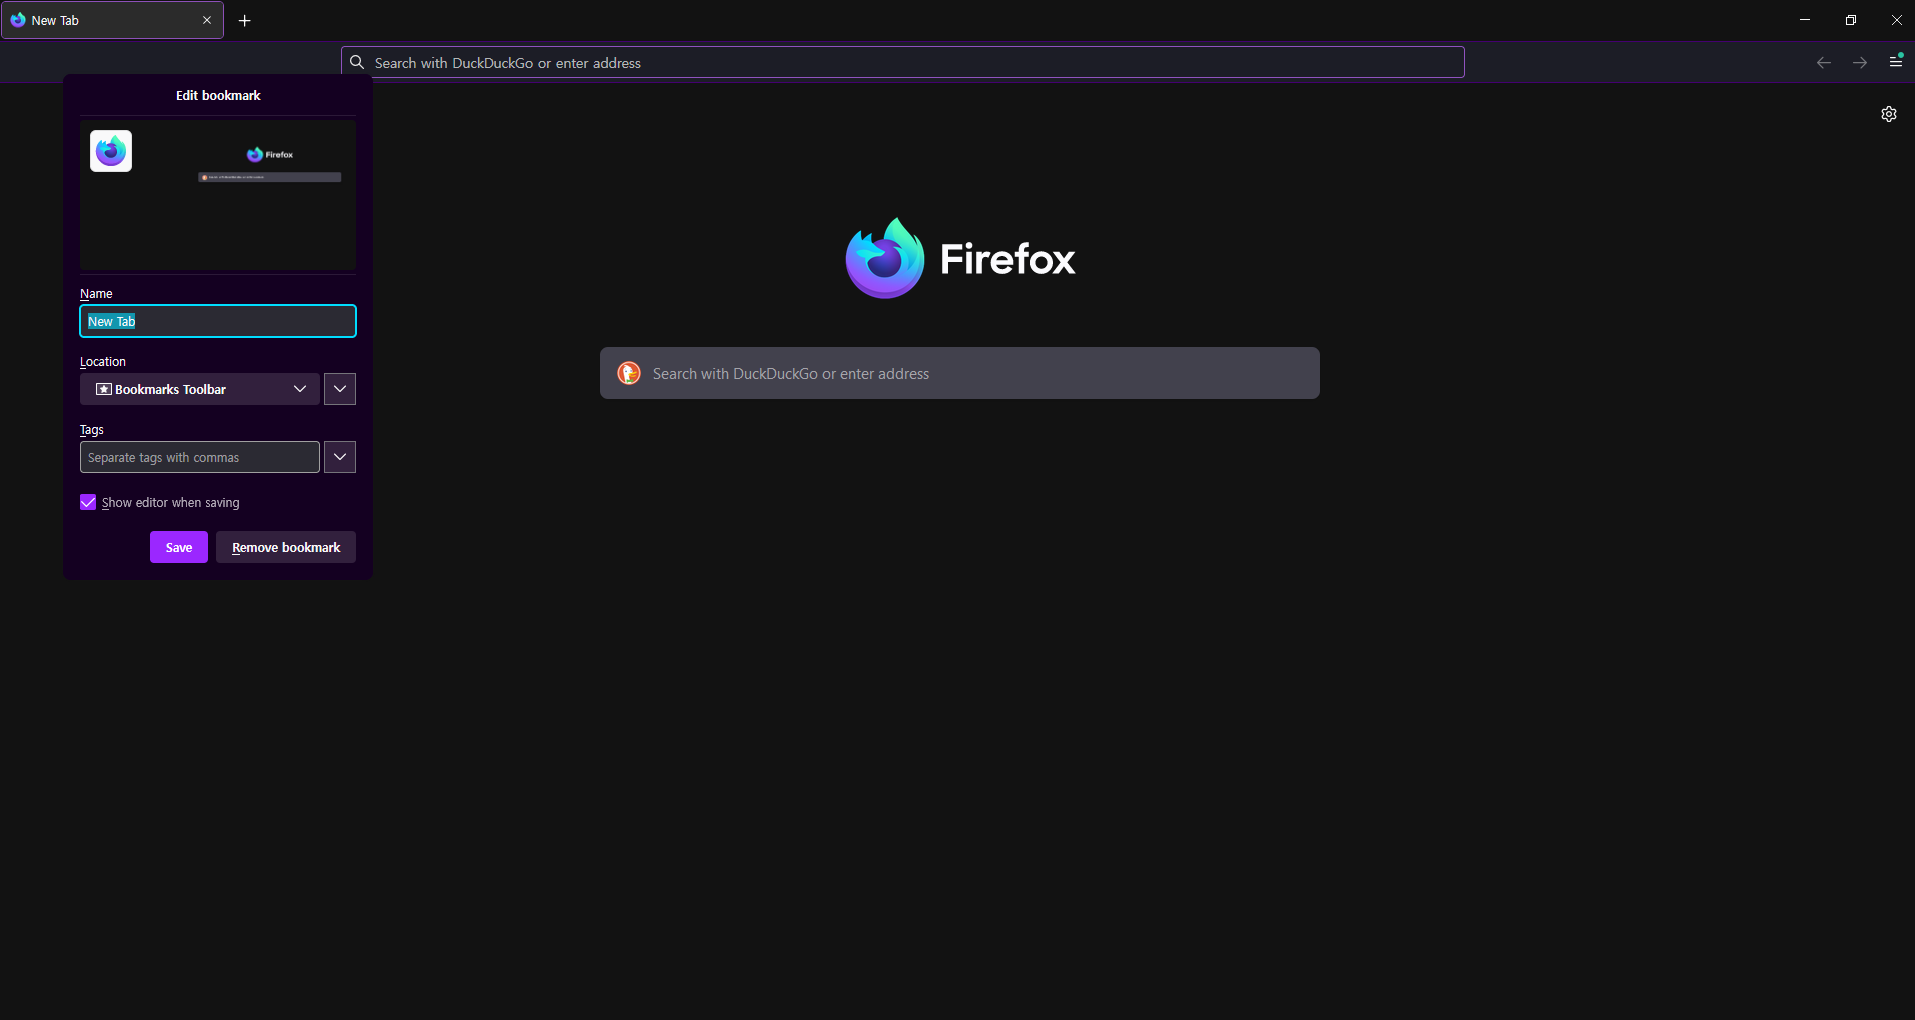 New Tab
Search with DuckDuckGo or enter address
Edit bookmark
Firefox
Name
New Tab
Location
Bookmarks Toolbar
Tags
Separate tags with commas
Show editor when saving
Save
Remove bookmark
Firefox
Search with DuckDuckGo or enter address